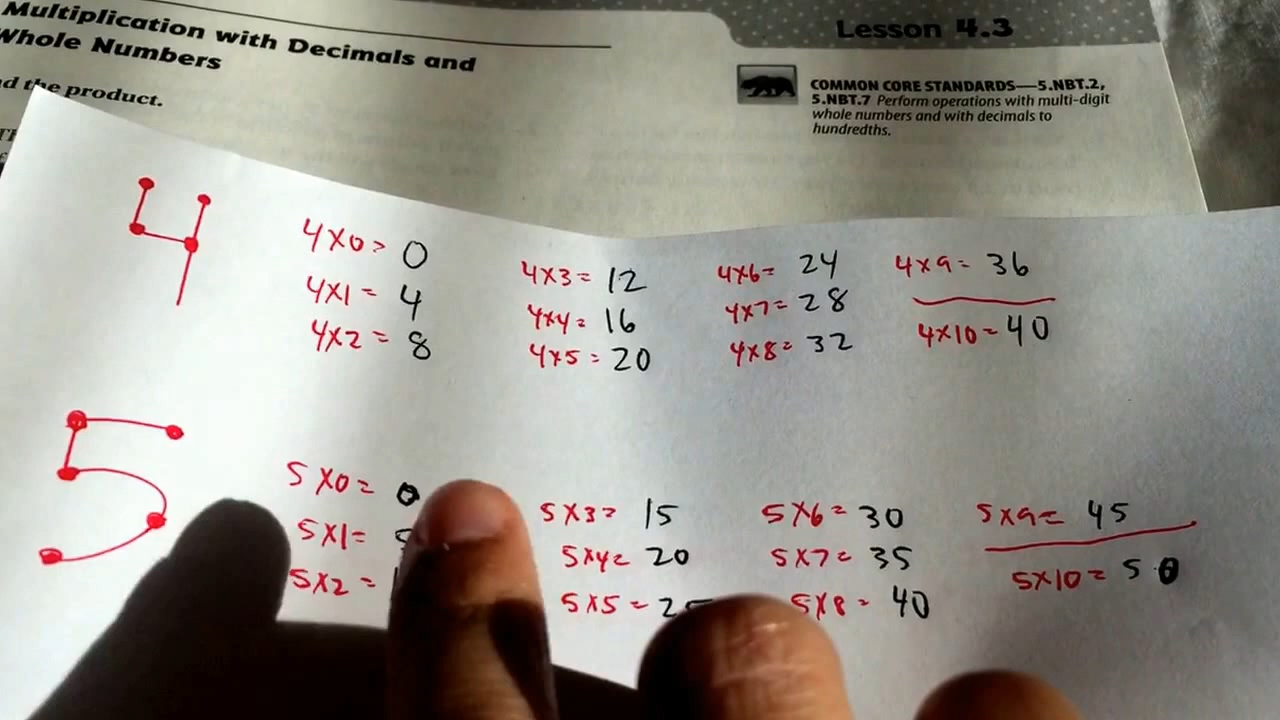 Multiplication with Decimals and
Whole Numbers
the product.
Lesson 4.3
COMMON CORE STANDARDS—5.NBT.2,
5.NBT.7 Perform operations with multi-digit
whole numbers and with decimals to
hundredths.
4
4x0= 0
4x1= 4
4x2= 8
4x3= 12
4x4= 16
4x5= 20
4x6= 24
4x7= 28
4x8= 32
4x9= 36
4x10= 40
5
5x0= 0
5x1=
5x2=
5x3= 15
5x4= 20
5x5= 25
5x6= 30
5x7= 35
5x8= 40
5x9= 45
5x10= 50